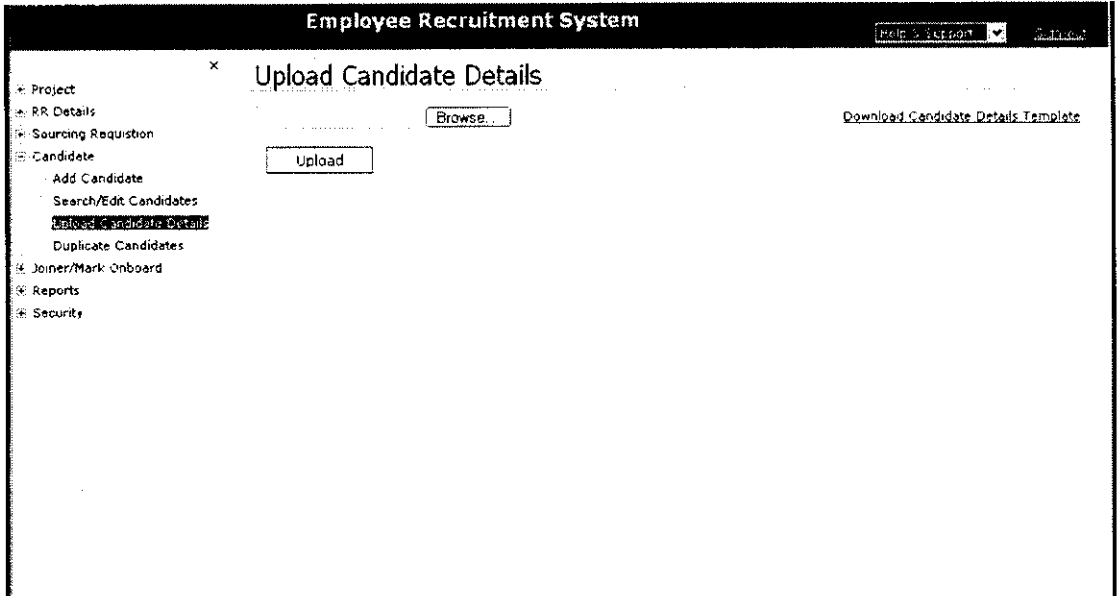 Employee Recruitment System
Help & Support
Project
RR Details
Sourcing Requistion
Candidate
Add Candidate
Search/Edit Candidates
Upload Candidate Details
Duplicate Candidates
Joiner/Mark Onboard
Reports
Security
Upload Candidate Details
Browse...
Download Candidate Details Template
Upload